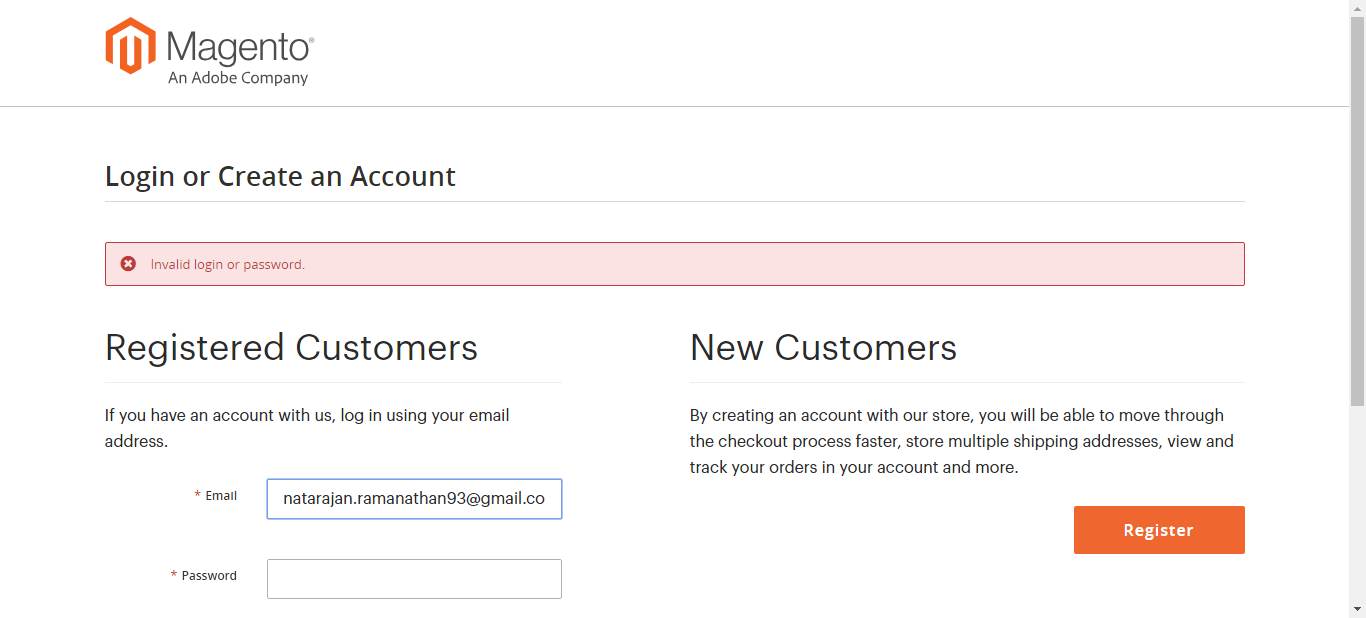 Magento®
An Adobe Company
Login or Create an Account
Invalid login or password.
Registered Customers
If you have an account with us, log in using your email
address.
* Email
natarajan.ramanathan93@gmail.co
* Password
New Customers
By creating an account with our store, you will be able to move through
the checkout process faster, store multiple shipping addresses, view and
track your orders in your account and more.
Register